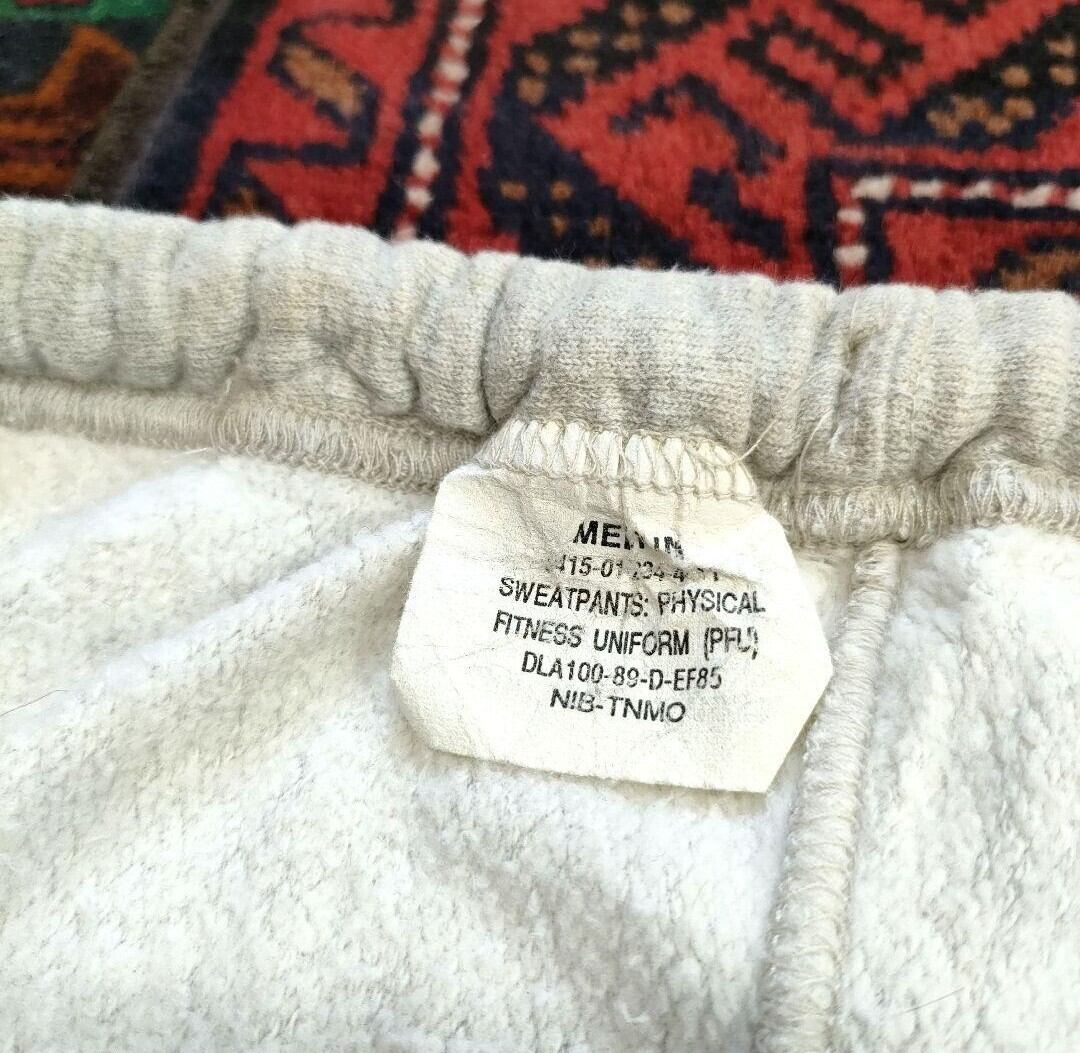 SWEATPANTS: PHYSICAL
FITNESS UNIFORM (PFU)
DLA100-89-D-EF85
NIB-TNMO